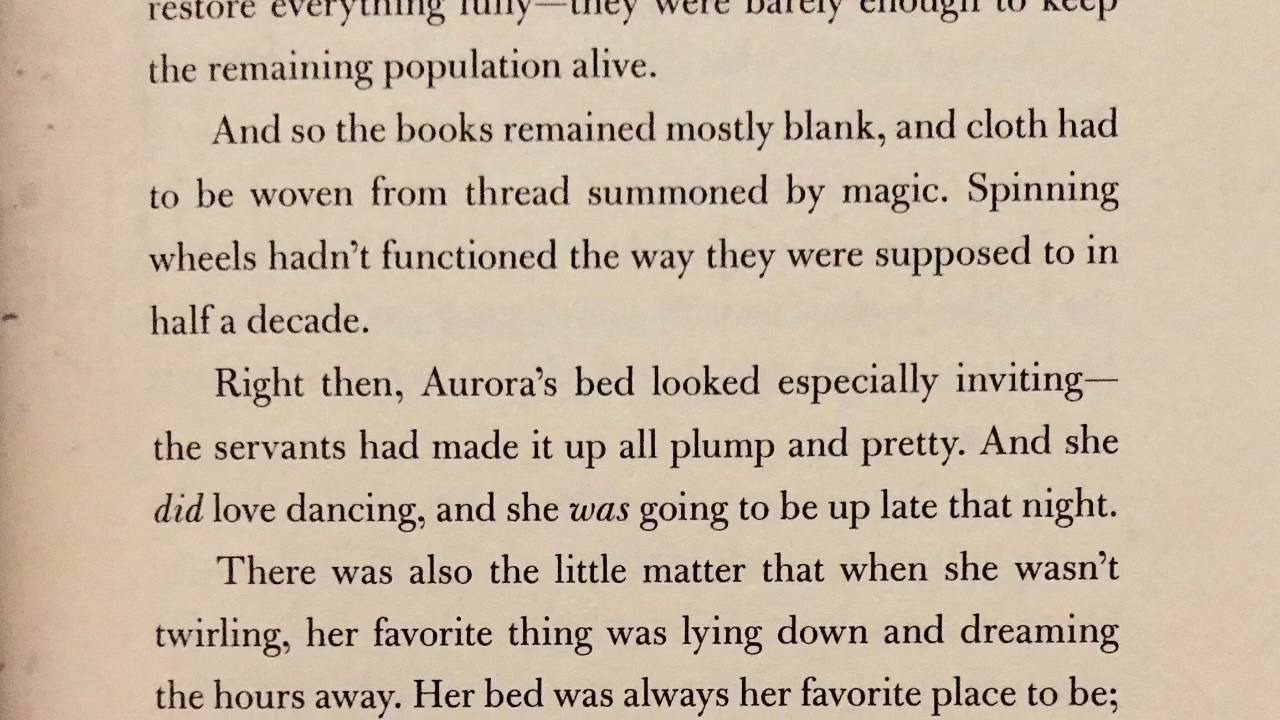 restore everything fully—they were barely enough to keep
the remaining population alive.
And so the books remained mostly blank, and cloth had
to be woven from thread summoned by magic. Spinning
wheels hadn’t functioned the way they were supposed to in
half a decade.
Right then, Aurora’s bed looked especially inviting—
the servants had made it up all plump and pretty. And she
did love dancing, and she was going to be up late that night.
There was also the little matter that when she wasn’t
twirling, her favorite thing was lying down and dreaming
the hours away. Her bed was always her favorite place to be;